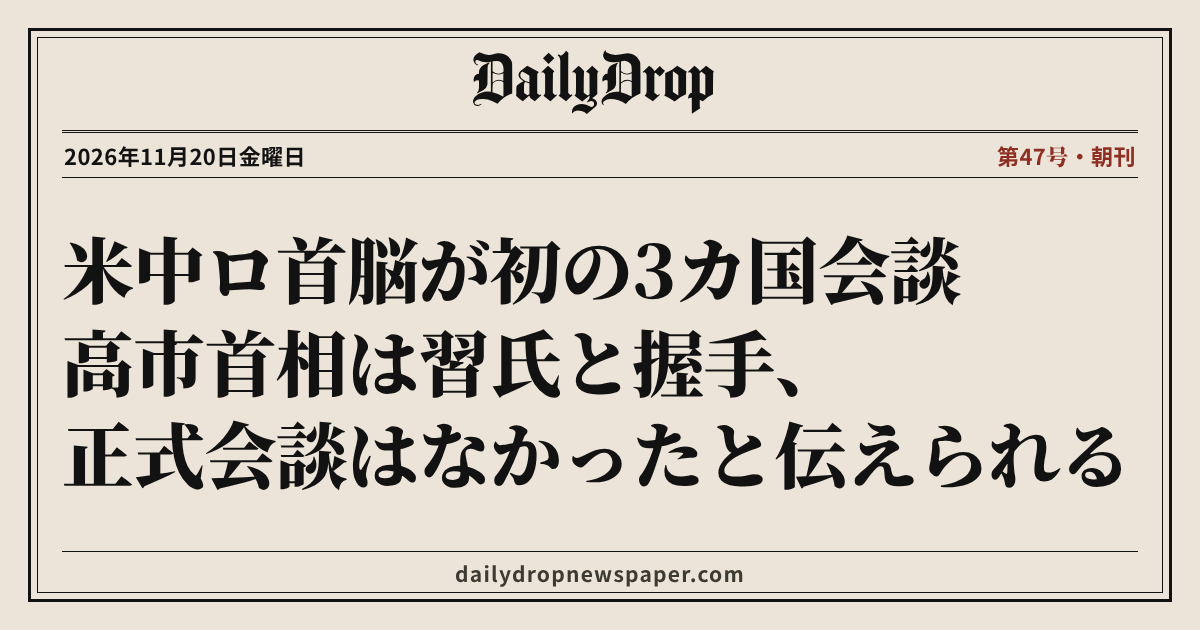 DailyDrop
2026年11月20日金曜日
第47号・朝刊
米中ロ首脳が初の3カ国会談
高市首相は習氏と握手、
正式会談はなかったと伝えられる
dailydropnewspaper.com